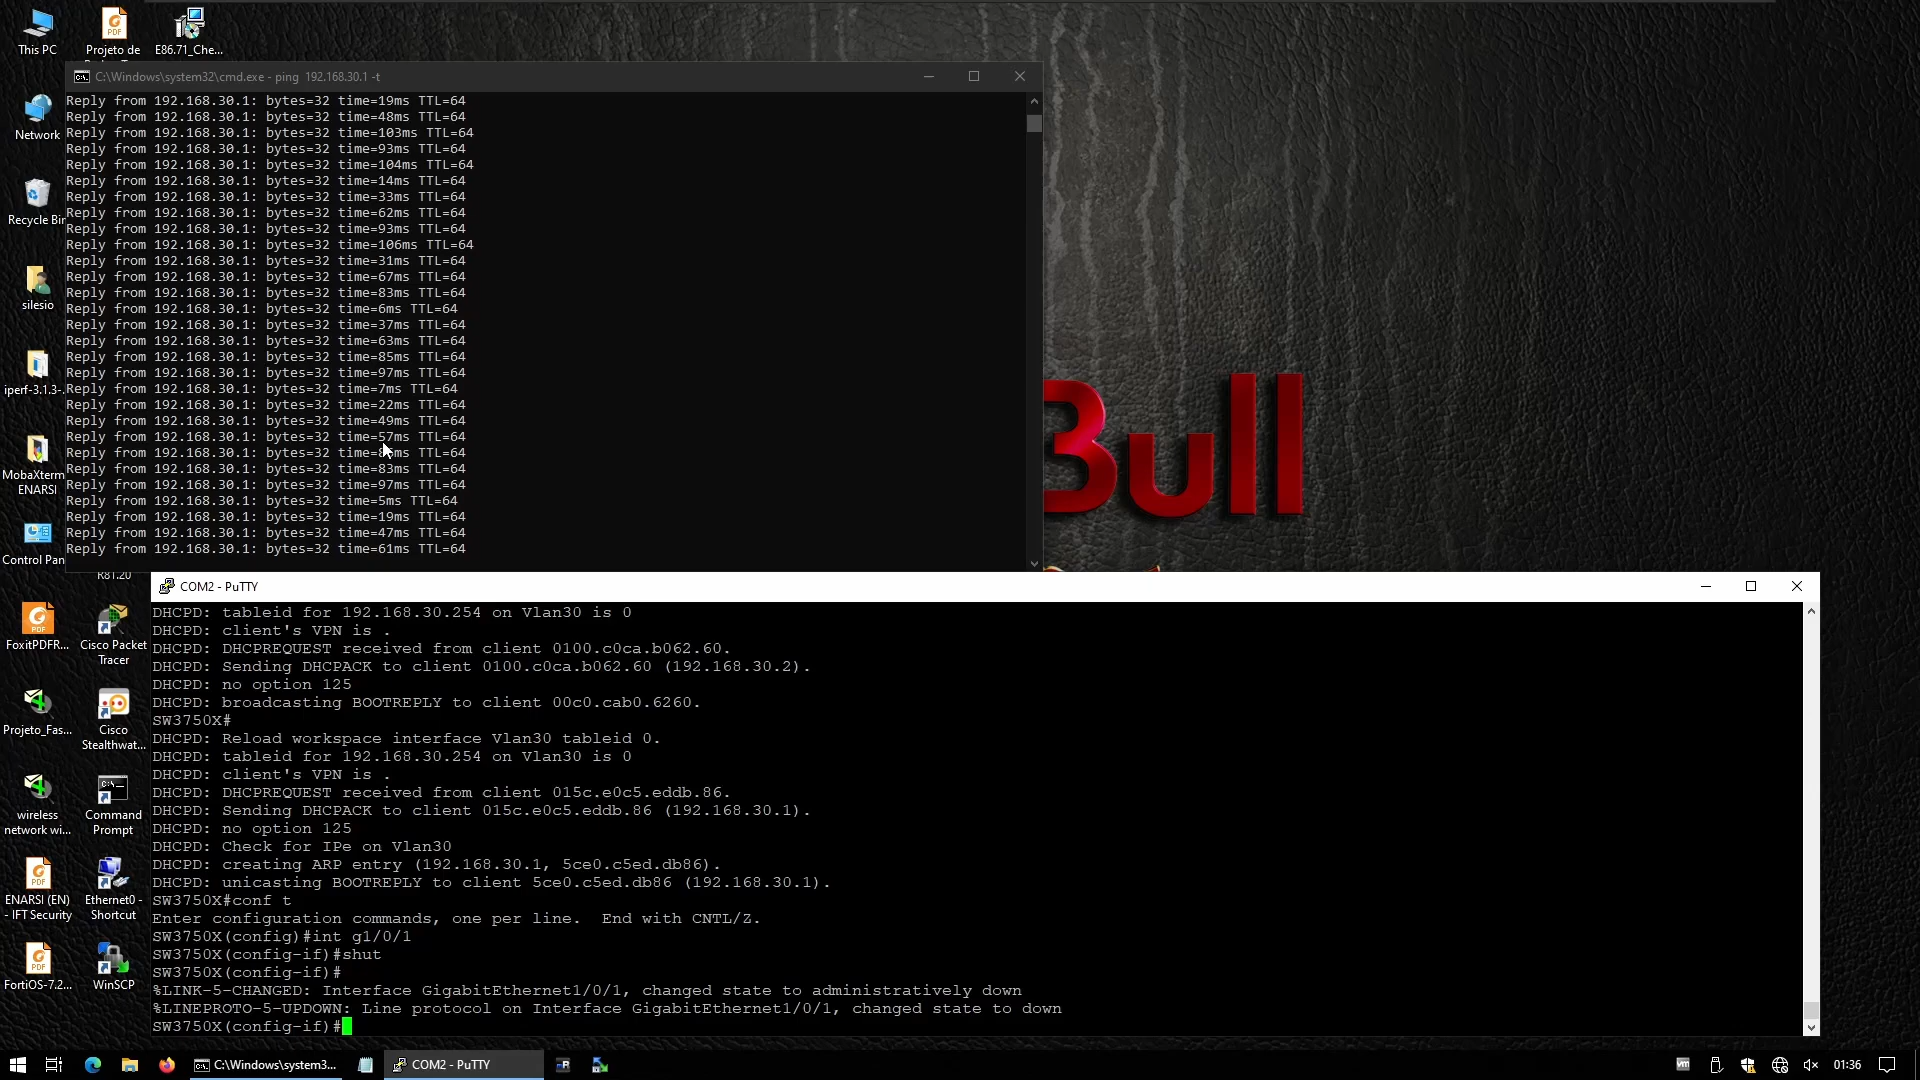 This PC
Projeto de
E86.71_Che...
C:\Windows\system32\cmd.exe - ping  192.168.30.1 -t
Reply from 192.168.30.1: bytes=32 time=19ms TTL=64
Reply from 192.168.30.1: bytes=32 time=48ms TTL=64
Reply from 192.168.30.1: bytes=32 time=103ms TTL=64
Reply from 192.168.30.1: bytes=32 time=93ms TTL=64
Reply from 192.168.30.1: bytes=32 time=104ms TTL=64
Reply from 192.168.30.1: bytes=32 time=14ms TTL=64
Reply from 192.168.30.1: bytes=32 time=33ms TTL=64
Reply from 192.168.30.1: bytes=32 time=62ms TTL=64
Reply from 192.168.30.1: bytes=32 time=93ms TTL=64
Reply from 192.168.30.1: bytes=32 time=106ms TTL=64
Reply from 192.168.30.1: bytes=32 time=31ms TTL=64
Reply from 192.168.30.1: bytes=32 time=67ms TTL=64
Reply from 192.168.30.1: bytes=32 time=83ms TTL=64
Reply from 192.168.30.1: bytes=32 time=6ms TTL=64
Reply from 192.168.30.1: bytes=32 time=37ms TTL=64
Reply from 192.168.30.1: bytes=32 time=63ms TTL=64
Reply from 192.168.30.1: bytes=32 time=85ms TTL=64
Reply from 192.168.30.1: bytes=32 time=97ms TTL=64
Reply from 192.168.30.1: bytes=32 time=7ms TTL=64
Reply from 192.168.30.1: bytes=32 time=22ms TTL=64
Reply from 192.168.30.1: bytes=32 time=49ms TTL=64
Reply from 192.168.30.1: bytes=32 time=57ms TTL=64
Reply from 192.168.30.1: bytes=32 TTL=64
Reply from 192.168.30.1: bytes=32 time=83ms TTL=64
Reply from 192.168.30.1: bytes=32 time=97ms TTL=64
Reply from 192.168.30.1: bytes=32 time=5ms TTL=64
Reply from 192.168.30.1: bytes=32 time=19ms TTL=64
Reply from 192.168.30.1: bytes=32 time=47ms TTL=64
Reply from 192.168.30.1: bytes=32 time=61ms TTL=64
Network
Recycle Bin
silesio
iperf-3.1.3-.
MobaXterm
ENARSI
Control Pan
R81.20
Bull
COM2 - PuTTY
DHCPD: tableid for 192.168.30.254 on Vlan30 is 0
DHCPD: client's VPN is .
DHCPD: DHCPREQUEST received from client 0100.c0ca.b062.60.
DHCPD: Sending DHCPACK to client 0100.c0ca.b062.60 (192.168.30.2).
DHCPD: no option 125
DHCPD: broadcasting BOOTREPLY to client 00c0.cab0.6260.
SW3750X#
DHCPD: Reload workspace interface Vlan30 tableid 0.
DHCPD: tableid for 192.168.30.254 on Vlan30 is 0
DHCPD: client's VPN is .
DHCPD: DHCPREQUEST received from client 015c.e0c5.eddb.86.
DHCPD: Sending DHCPACK to client 015c.e0c5.eddb.86 (192.168.30.1).
DHCPD: no option 125
DHCPD: Check for IPe on Vlan30
DHCPD: creating ARP entry (192.168.30.1, 5ce0.c5ed.db86).
DHCPD: unicasting BOOTREPLY to client 5ce0.c5ed.db86 (192.168.30.1).
SW3750X#conf t
Enter configuration commands, one per line.  End with CNTL/Z.
SW3750X(config)#int g1/0/1
SW3750X(config-if)#shut
SW3750X(config-if)#
%LINK-5-CHANGED: Interface GigabitEthernet1/0/1, changed state to administratively down
%LINEPROTO-5-UPDOWN: Line protocol on Interface GigabitEthernet1/0/1, changed state to down
SW3750X(config-if)#
FoxitPDFR...
Cisco Packet
Tracer
Projeto_Fas...
Cisco
Stealthwat...
wireless
network wi...
Command
Prompt
ENARSI (EN)
- IFT Security
Ethernet0 -
Shortcut
FortiOS-7.2...
WinSCP
C:\Windows\system3...
COM2 - PuTTY
01:36